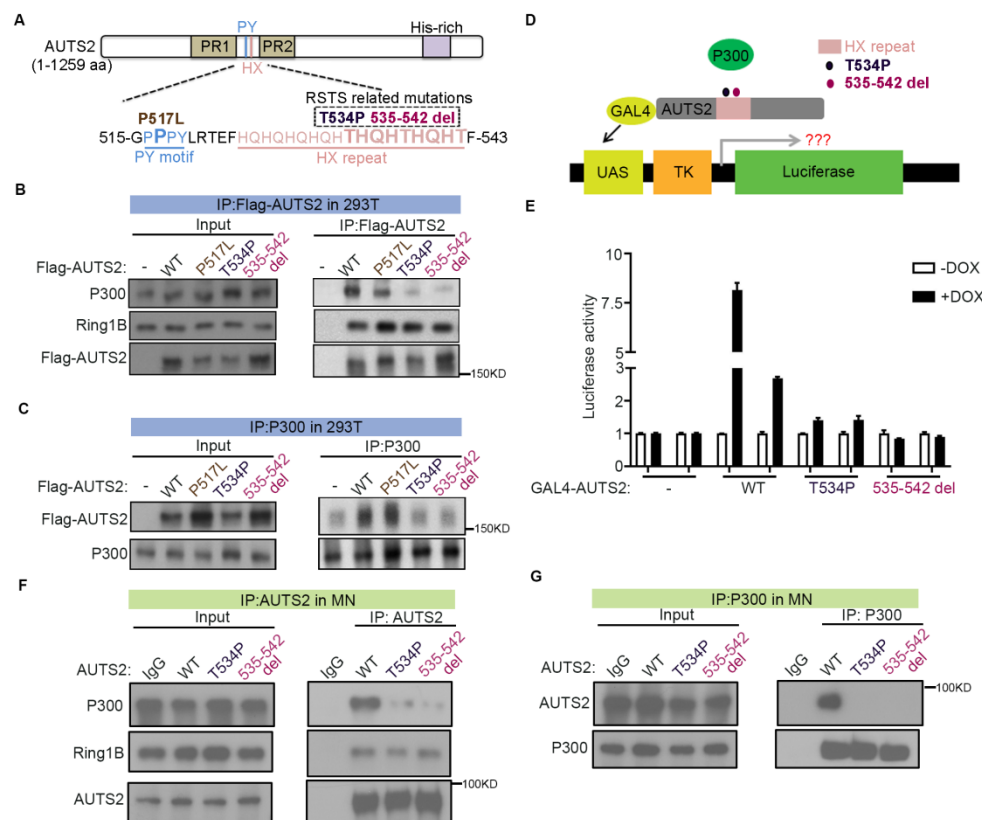 A
AUTS2
(1-1259 aa)
PR1
PY
HX
PR2
His-rich
RSTS related mutations
P517L
T534P 535-542 del
515-GPPPYLRTEFHQHQHQHQHTHQHTHQHTF-543
PY motif
HX repeat
B
IP:Flag-AUTS2 in 293T
Input
IP:Flag-AUTS2
Flag-AUTS2: - WT P517L T534P 535-542 del
- WT P517L T534P 535-542 del
P300
Ring1B
Flag-AUTS2
150KD
C
IP:P300 in 293T
Input
IP:P300
Flag-AUTS2: - WT P517L T534P 535-542 del
- WT P517L T534P 535-542 del
Flag-AUTS2
150KD
P300
D
P300
HX repeat
T534P
535-542 del
GAL4
AUTS2
???
UAS
TK
Luciferase
E
Luciferase activity
10
7.5
5
3
2
1
0
-DOX
+DOX
GAL4-AUTS2: - WT T534P 535-542 del
F
IP:AUTS2 in MN
Input
IP: AUTS2
AUTS2: IgG WT T534P 535-542 del
IgG WT T534P 535-542 del
P300
Ring1B
AUTS2
100KD
G
IP:P300 in MN
Input
IP: P300
AUTS2: IgG WT T534P 535-542 del
IgG WT T534P 535-542 del
100KD
AUTS2
P300